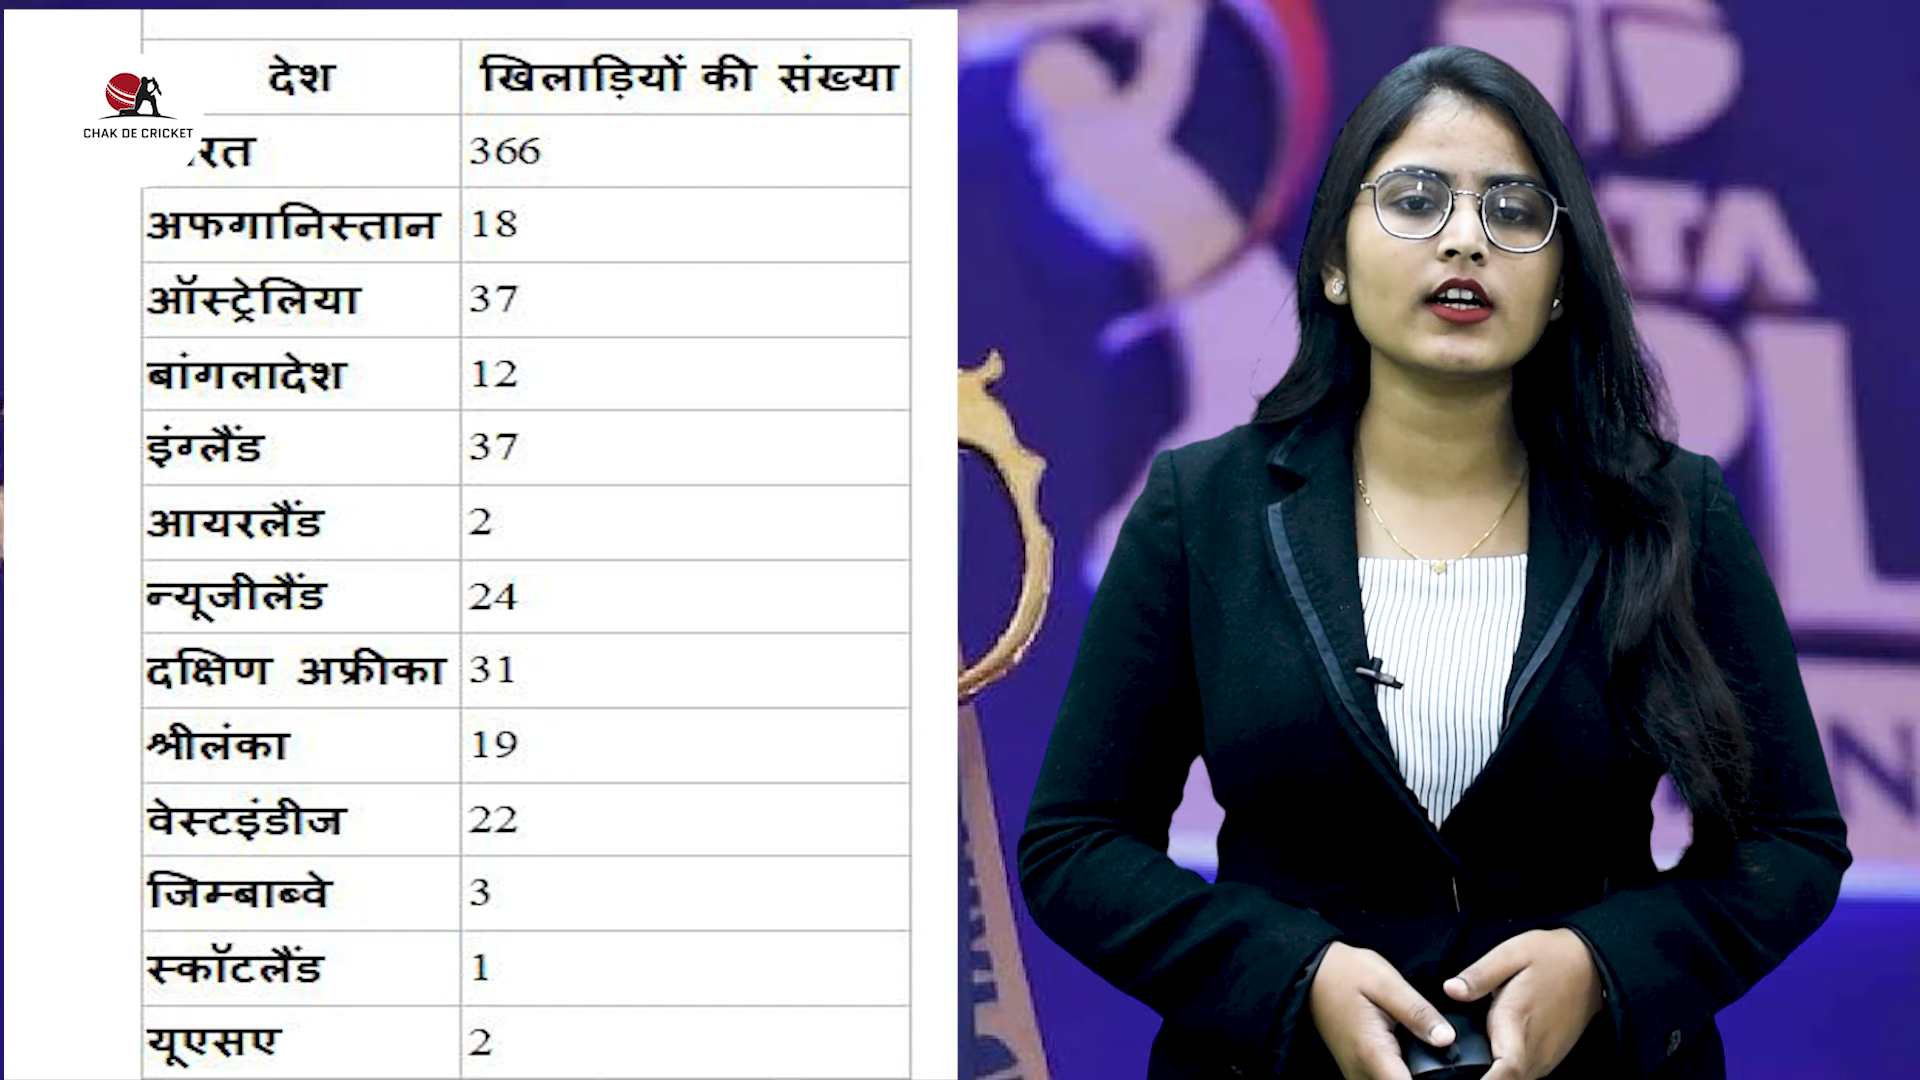 देश खिलाड़ियों की संख्या
CHAK DE CRICKET
366
अफगानिस्तान 18
ऑस्ट्रेलिया 37
बांगलादेश 12
इंग्लैंड 37
आयरलैंड 2
न्यूजीलैंड 24
दक्षिण अफ्रीका 31
श्रीलंका 19
वेस्टइंडीज 22
जिम्बाब्वे 3
स्कॉटलैंड 1
यूएसए 2